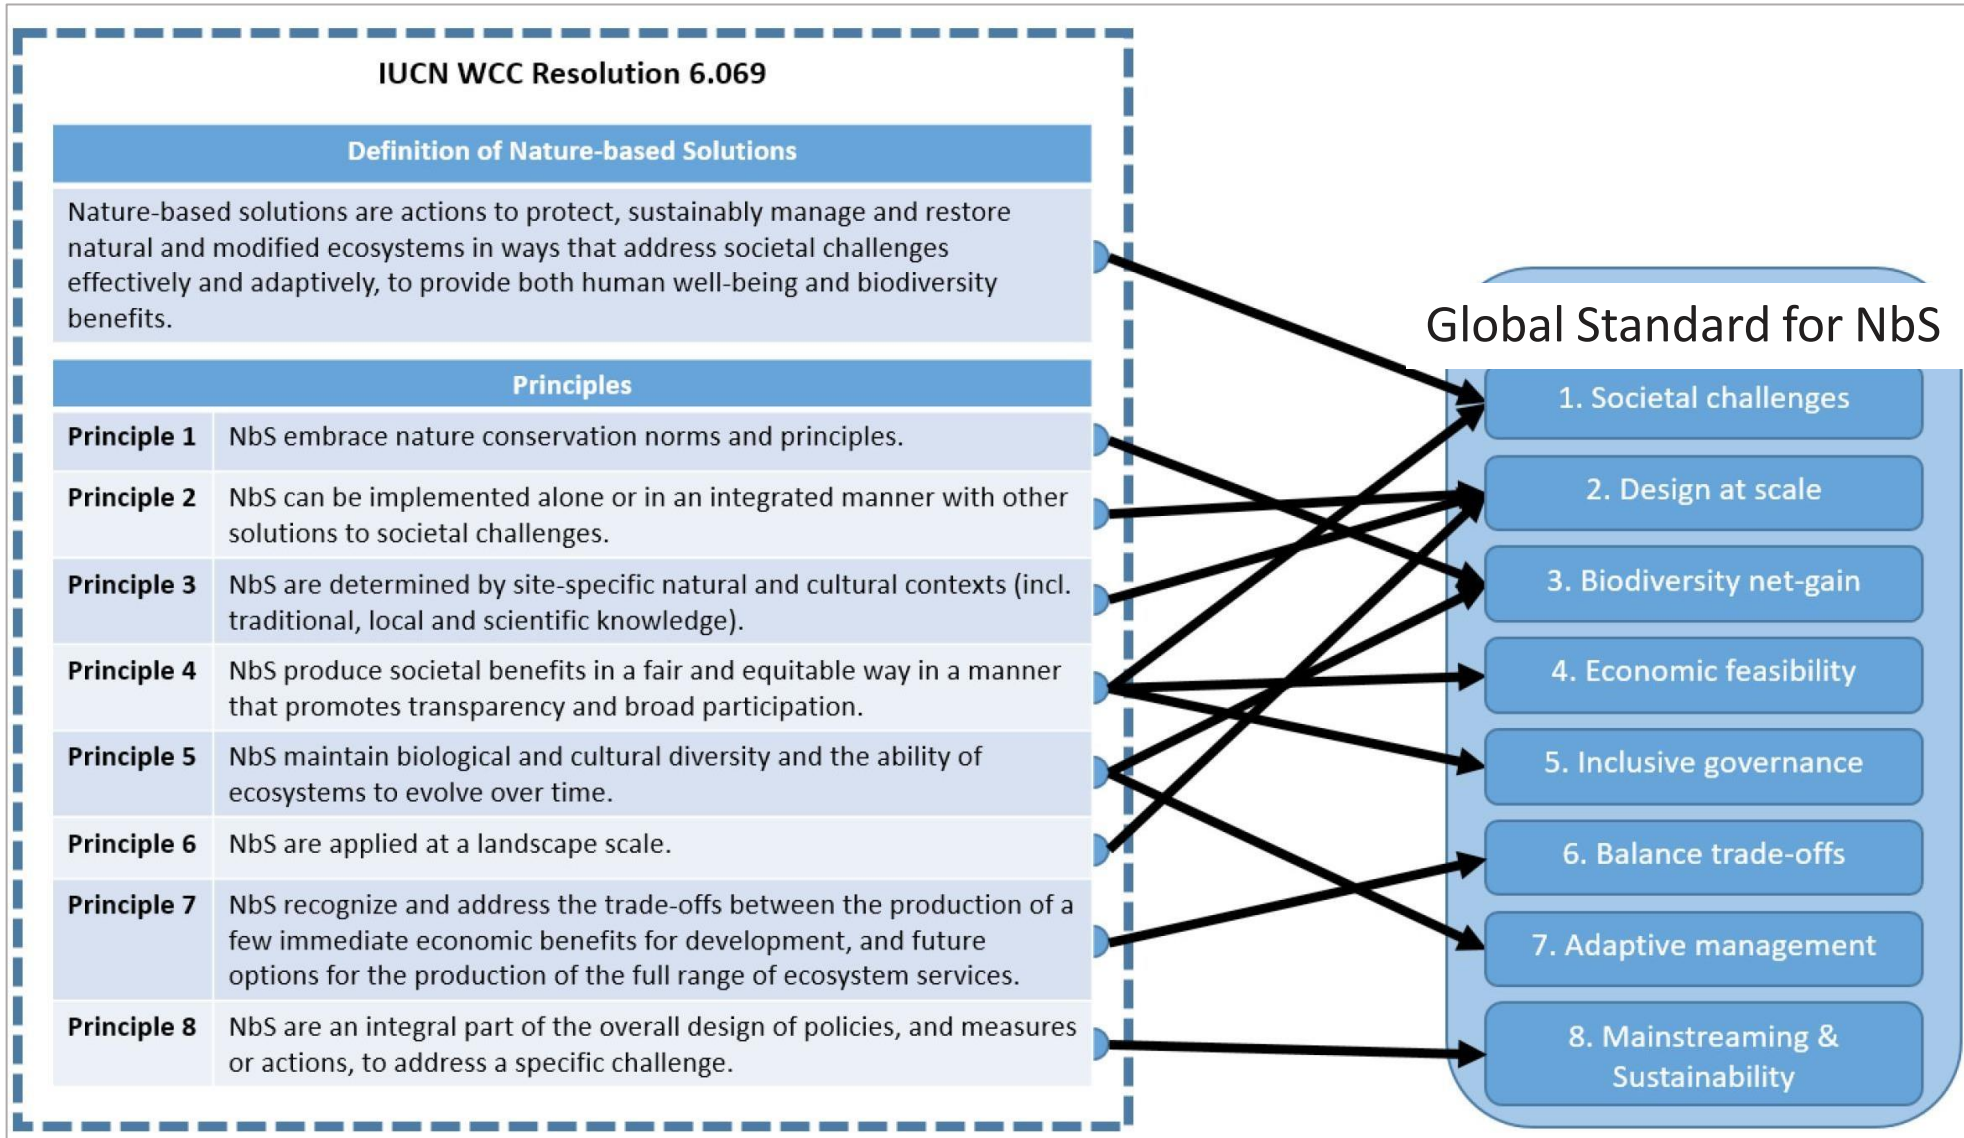 IUCN WCC Resolution 6.069
Definition of Nature-based Solutions
Nature-based solutions are actions to protect, sustainably manage and restore
natural and modified ecosystems in ways that address societal challenges
effectively and adaptively, to provide both human well-being and biodiversity
benefits.
Principles
Principle 1 NbS embrace nature conservation norms and principles.
Principle 2 NbS can be implemented alone or in an integrated manner with other
solutions to societal challenges.
Principle 3 NbS are determined by site-specific natural and cultural contexts (incl.
traditional, local and scientific knowledge).
Principle 4 NbS produce societal benefits in a fair and equitable way in a manner
that promotes transparency and broad participation.
Principle 5 NbS maintain biological and cultural diversity and the ability of
ecosystems to evolve over time.
Principle 6 NbS are applied at a landscape scale.
Principle 7 NbS recognize and address the trade-offs between the production of a
few immediate economic benefits for development, and future
options for the production of the full range of ecosystem services.
Principle 8 NbS are an integral part of the overall design of policies, and measures
or actions, to address a specific challenge.
Global Standard for NbS
1. Societal challenges
2. Design at scale
3. Biodiversity net-gain
4. Economic feasibility
5. Inclusive governance
6. Balance trade-offs
7. Adaptive management
8. Mainstreaming &
Sustainability